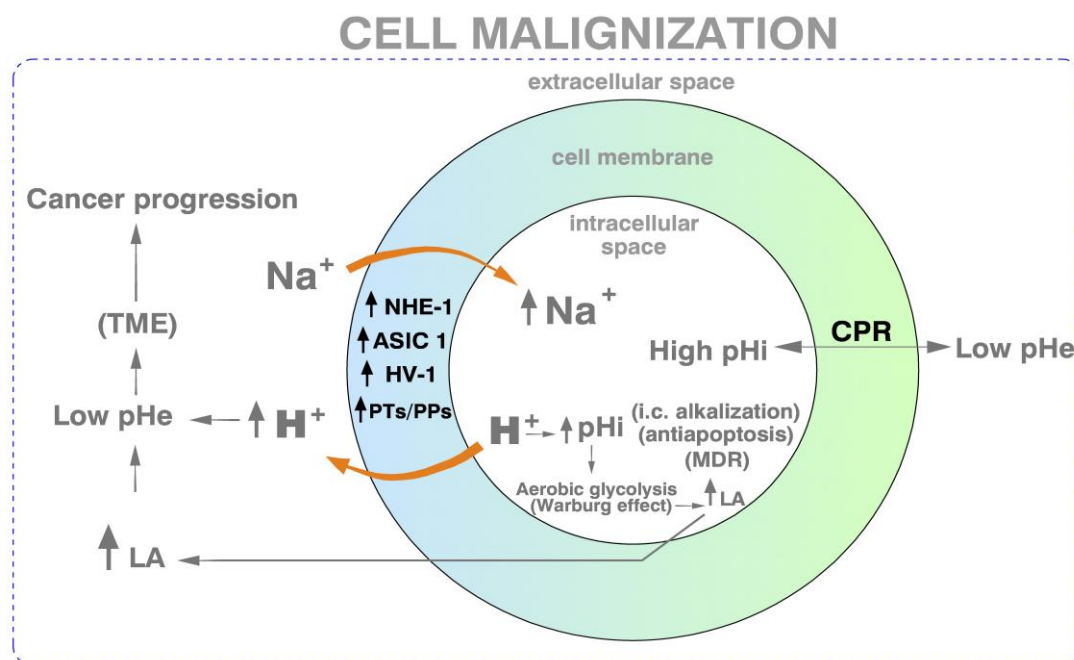 CELL MALIGNIZATION
extracellular space
cell membrane
intracellular
space
Cancer progression
(TME)
Low pHe
↑ H⁺
↑ LA
Na⁺
↑ NHE-1
↑ ASIC 1
↑ HV-1
↑ PTs/PPs
↑ Na⁺
High pHi
CPR
Low pHe
H⁺
↑ pHi
(i.c. alkalization)
(antiapoptosis)
(MDR)
Aerobic glycolysis
(Warburg effect)
↑ LA